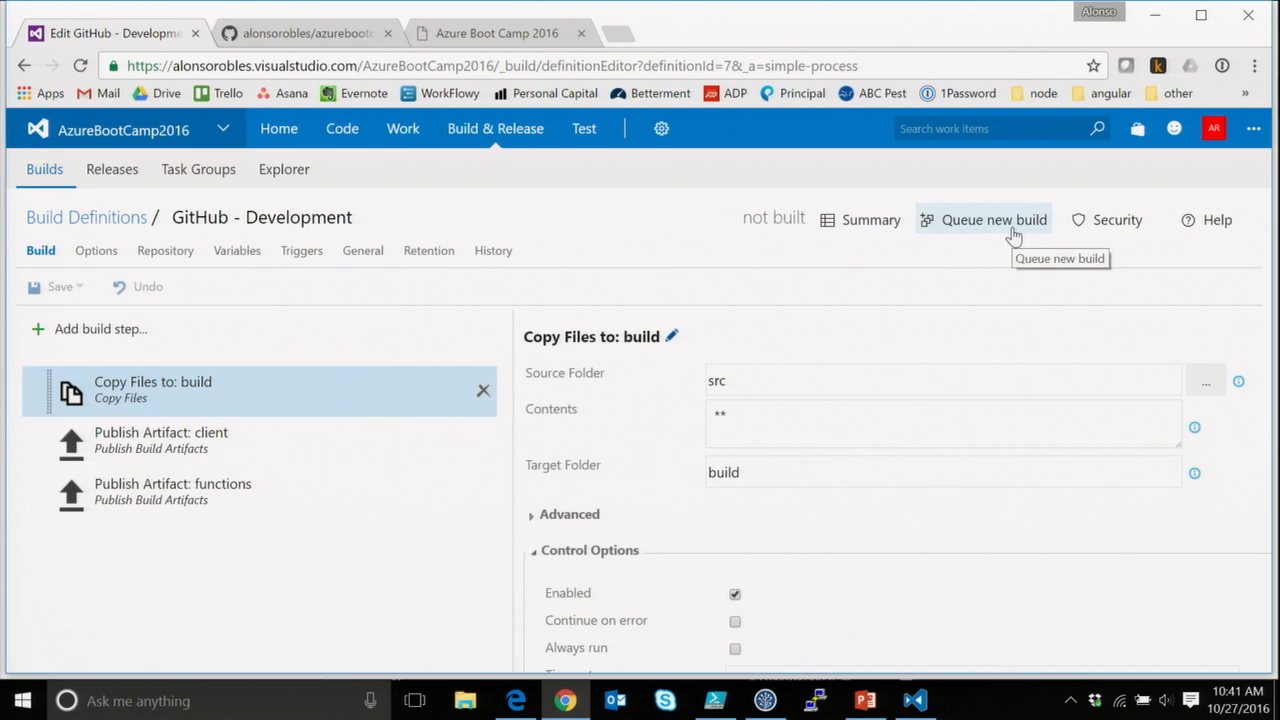 Alonso
Edit GitHub - Developme
alonsorobles/azurebootc
Azure Boot Camp 2016
https://alonsorobles.visualstudio.com/AzureBootCamp2016/_build/definitionEditor?definitionId=7&_a=simple-process
Apps Mail Drive Trello Asana Evernote WorkFlowy Personal Capital Betterment ADP Principal ABC Pest 1Password node angular other »
AzureBootCamp2016 Home Code Work Build & Release Test Search work items AR
Builds Releases Task Groups Explorer
Build Definitions / GitHub - Development not built Summary Queue new build Security Help
Build Options Repository Variables Triggers General Retention History
Queue new build
Save Undo
Add build step...
Copy Files to: build
Copy Files
Publish Artifact: client
Publish Build Artifacts
Publish Artifact: functions
Publish Build Artifacts
Copy Files to: build
Source Folder src ...
Contents **
Target Folder build
Advanced
Control Options
Enabled
Continue on error
Always run
Ask me anything
10:41 AM
10/27/2016